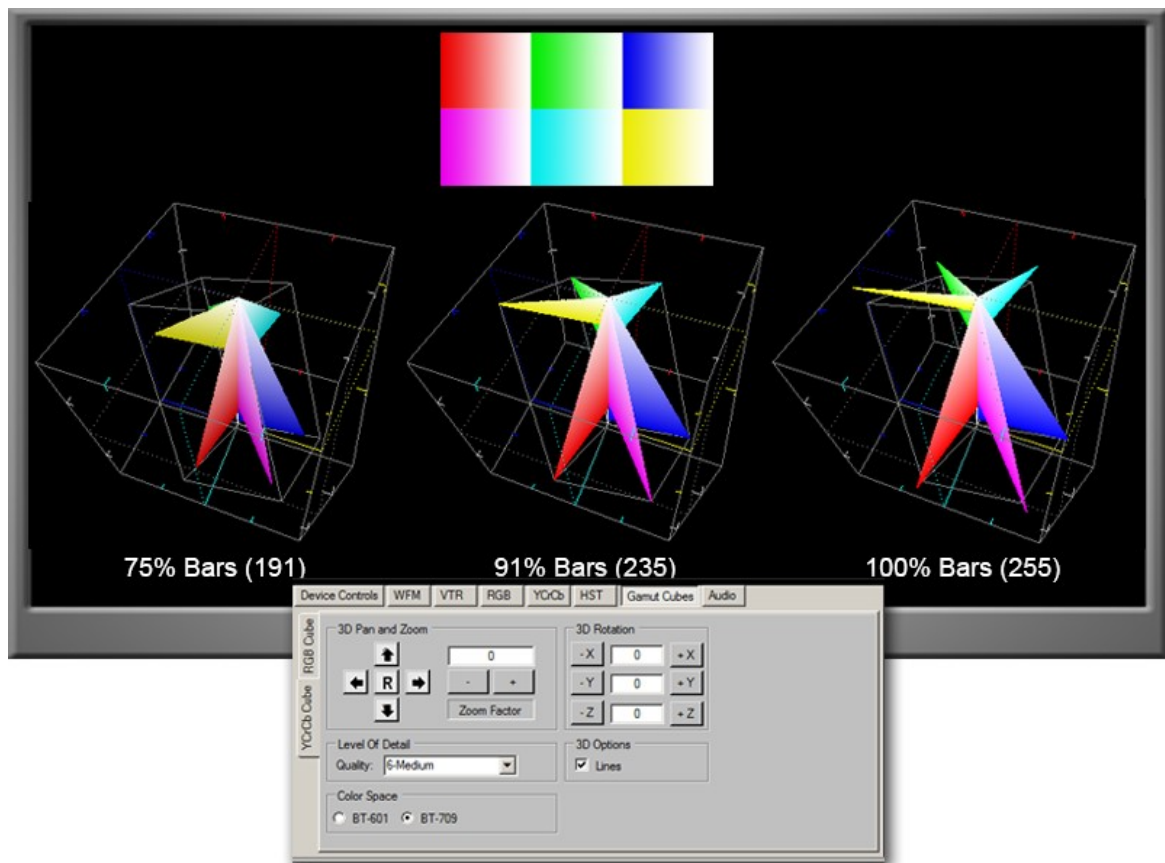 75% Bars (191)
91% Bars (235)
100% Bars (255)
Device Controls WFM VTR RGB YCrCb HST Gamut Cubes Audio
RGB Cube
YCrCb Cube
3D Pan and Zoom
R
0
- +
Zoom Factor
3D Rotation
- X 0 + X
- Y 0 + Y
- Z 0 + Z
Level Of Detail
Quality: 6-Medium
3D Options
Lines
Color Space
BT-601 BT-709